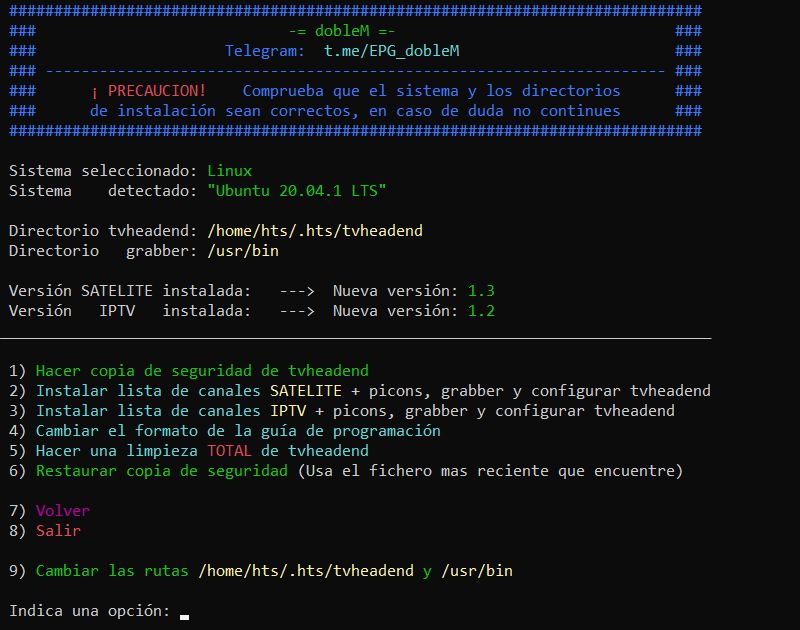 #############################################################################
### -= dobleM =- ###
### Telegram: t.me/EPG_dobleM ###
### --------------------------------------------------------------------- ###
### ¡ PRECAUCION! Comprueba que el sistema y los directorios ###
### de instalación sean correctos, en caso de duda no continues ###
#############################################################################
Sistema seleccionado: Linux
Sistema detectado: "Ubuntu 20.04.1 LTS"
Directorio tvheadend: /home/hts/.hts/tvheadend
Directorio grabber: /usr/bin
Versión SATELITE instalada: ---> Nueva versión: 1.3
Versión IPTV instalada: ---> Nueva versión: 1.2
_______________________________________________________________________________
1) Hacer copia de seguridad de tvheadend
2) Instalar lista de canales SATELITE + picons, grabber y configurar tvheadend
3) Instalar lista de canales IPTV + picons, grabber y configurar tvheadend
4) Cambiar el formato de la guía de programación
5) Hacer una limpieza TOTAL de tvheadend
6) Restaurar copia de seguridad (Usa el fichero mas reciente que encuentre)
7) Volver
8) Salir
9) Cambiar las rutas /home/hts/.hts/tvheadend y /usr/bin
Indica una opción: